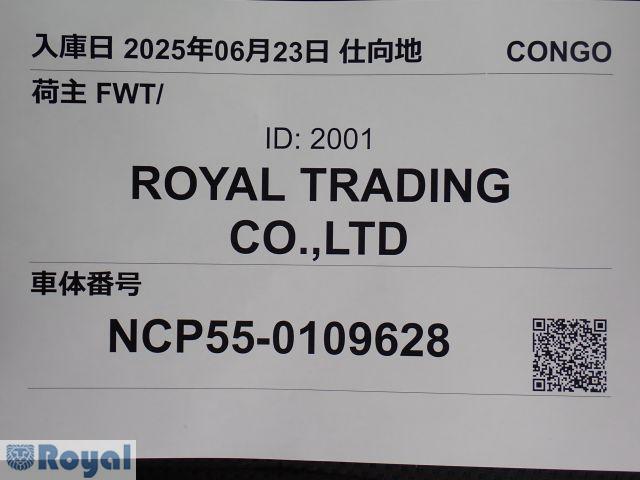 入庫日 2025年06月23日 仕向地 CONGO
荷主 FWT/
ID: 2001
ROYAL TRADING
CO.,LTD
車体番号
NCP55-0109628
Royal